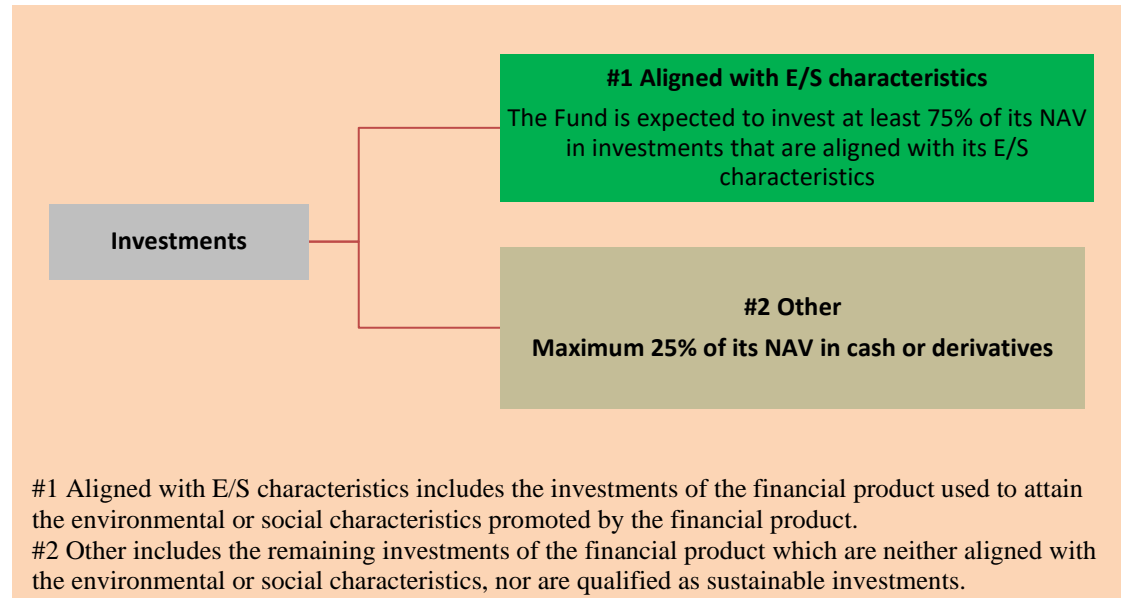 #1 Aligned with E/S characteristics
The Fund is expected to invest at least 75% of its NAV
in investments that are aligned with its E/S
characteristics
Investments
#2 Other
Maximum 25% of its NAV in cash or derivatives
#1 Aligned with E/S characteristics includes the investments of the financial product used to attain
the environmental or social characteristics promoted by the financial product.
#2 Other includes the remaining investments of the financial product which are neither aligned with
the environmental or social characteristics, nor are qualified as sustainable investments.